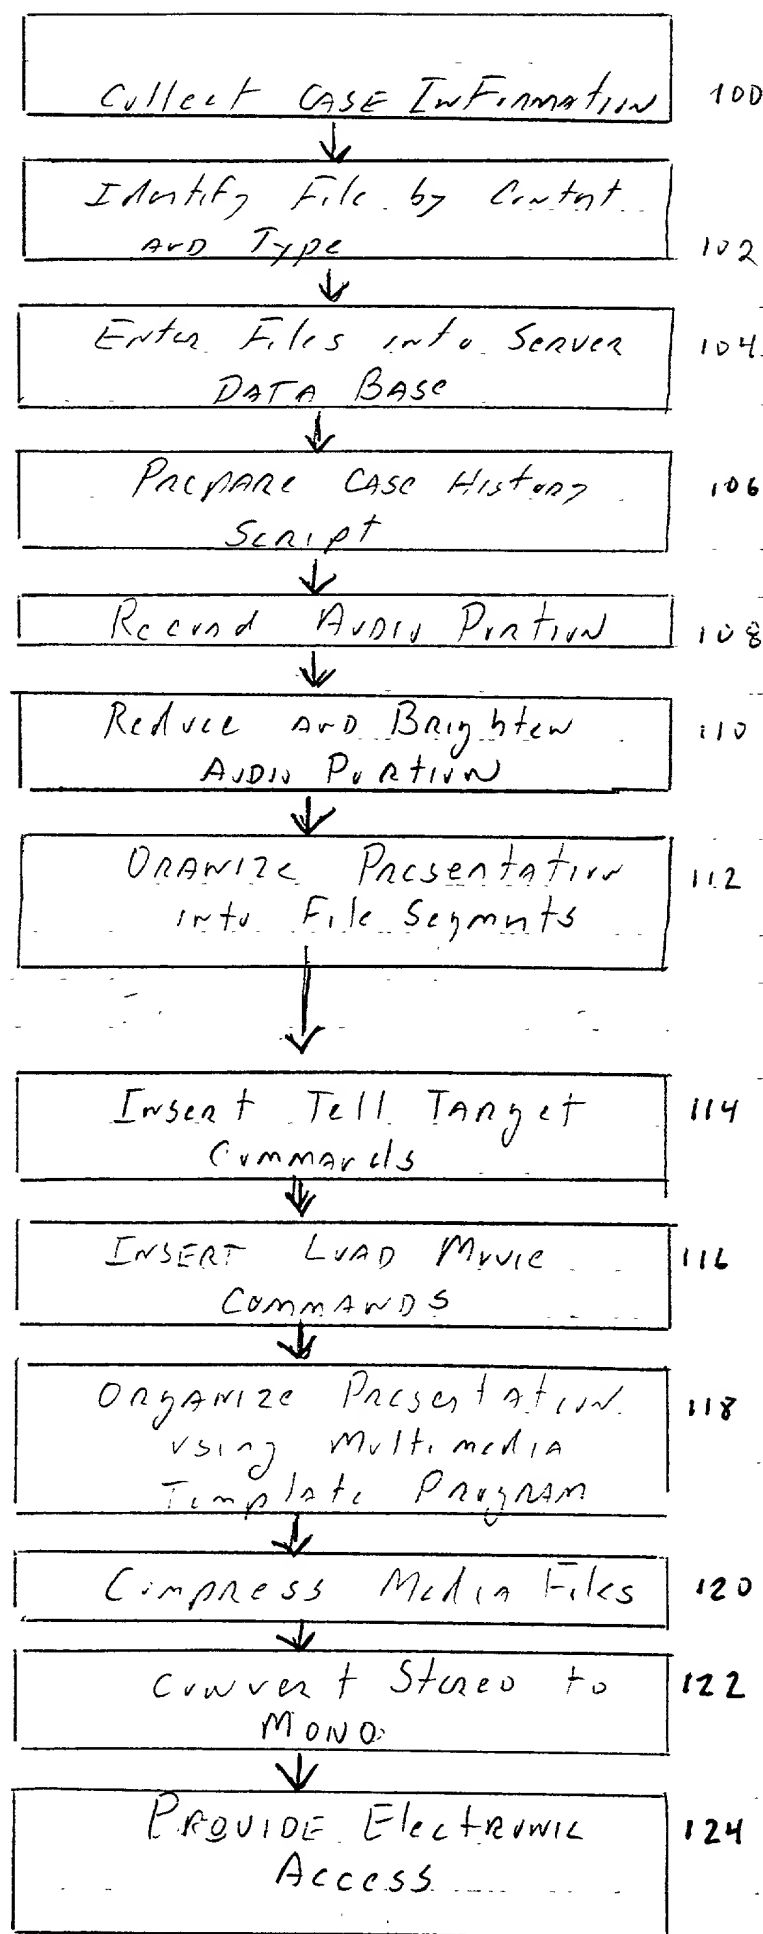 Collect CASE INFORMATION 100
Identify File by Content
AND Type 102
Enter Files into Server 104
DATA BASE
PREPARE CASE History 106
Script
Record AUDIO PORTION 108
Reduce AND Brighten 110
AUDIO PORTION
ORANIZE Presentation 112
into File Segmnts
Insert Tell Target 114
Commands
INSERT LOAD MOVIE 116
COMMANDS
ORGANIZE Presentation 118
using Multimedia
Template PROGRAM
Compress Media Files 120
Convert Stereo to 122
MONO
PROVIDE ElectRONIC 124
Access